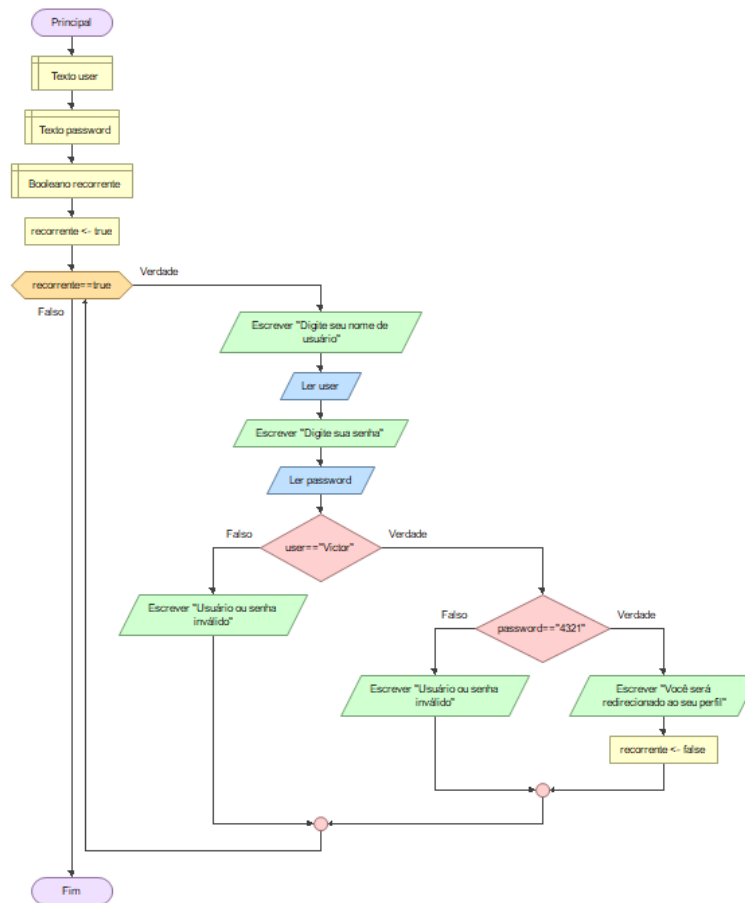 Principal
Texto user
Texto password
Booleano recorrente
recorrente <- true
recorrente==true
Verdade
Falso
Escrever "Digite seu nome de
usuário"
Ler user
Escrever "Digite sua senha"
Ler password
Falso
user=="Victor"
Verdade
Escrever "Usuário ou senha
inválido"
Falso
password=="4321"
Verdade
Escrever "Usuário ou senha
inválido"
Escrever "Você será
redirecionado ao seu perfil"
recorrente <- false
Fim